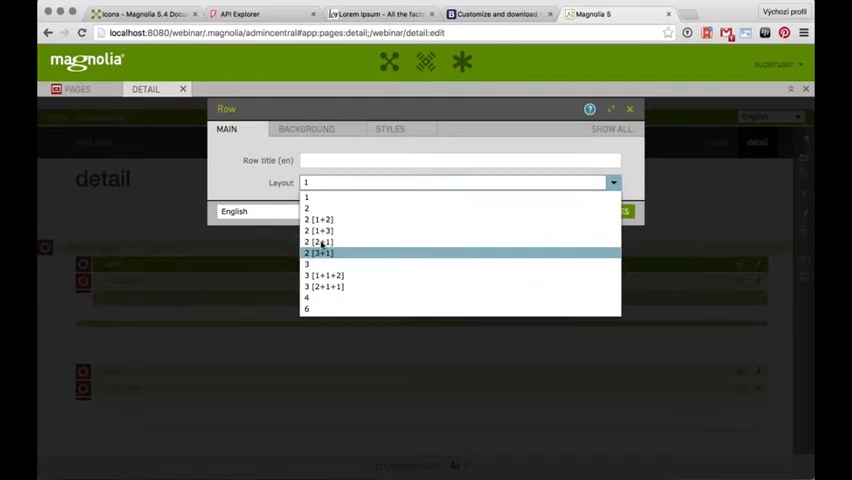 Icons - Magnolia 5.4 Docu
API Explorer
Lorem Ipsum - All the facts
Customize and download
Magnolia 5
Výchozí profil
localhost:8080/webinar/.magnolia/admincentral#app:pages:detail;/webinar/detail:edit
magnolia
superuser
PAGES
DETAIL
Row
English
MAIN
BACKGROUND
STYLES
SHOW ALL
detail
detail
Row title (en)
Layout
1
1
English
2
2 [1+2]
2 [1+3]
2 [2+1]
2 [3+1]
3
3 [1+1+2]
3 [2+1+1]
4
6